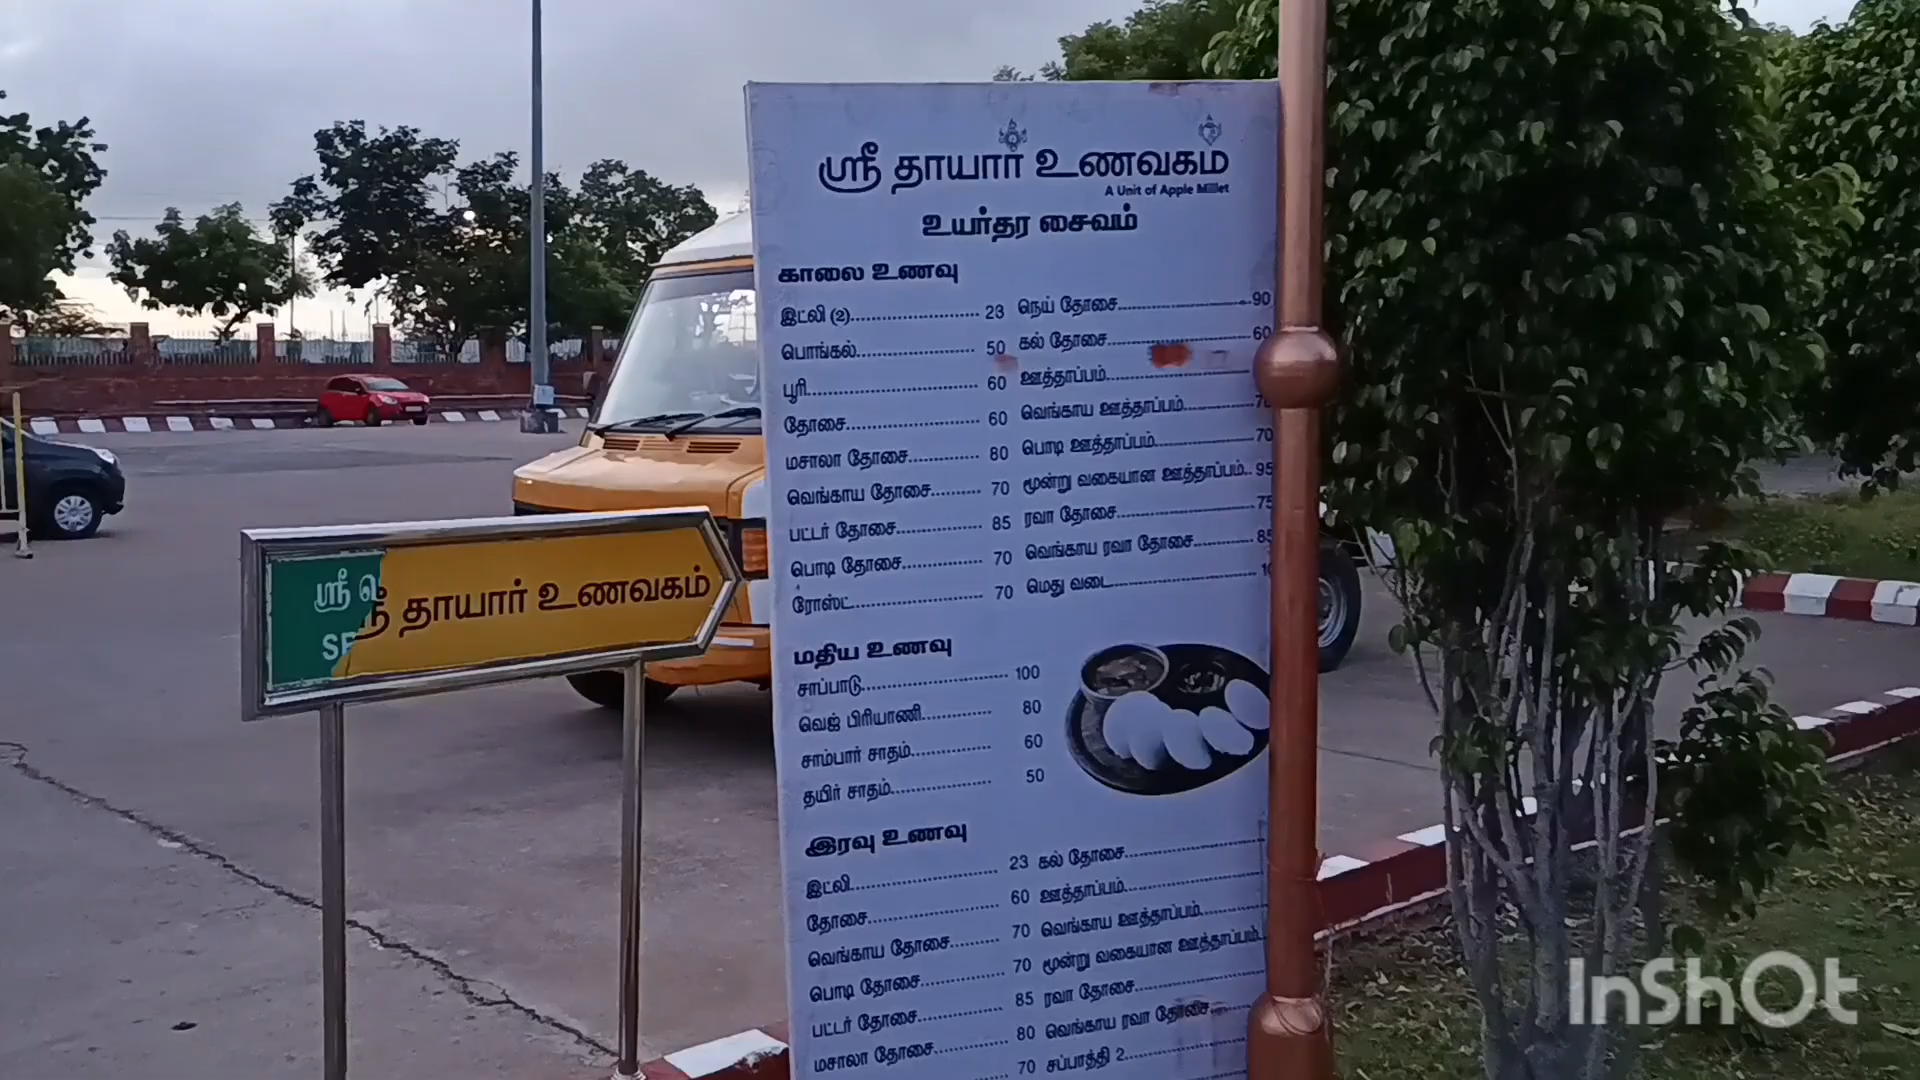 ஸ்ரீ தாயார் உணவகம்
A Unit of Apple Millet
உயர்தர சைவம்
காலை உணவு
இட்லி (2) 23
பொங்கல் 50
பூரி 60
தோசை 60
மசாலா தோசை 80
வெங்காய தோசை 70
பட்டர் தோசை 85
பொடி தோசை 70
ரோஸ்ட் 70
நெய் தோசை 90
கல் தோசை 60
ஊத்தாப்பம்
வெங்காய ஊத்தாப்பம் 70
பொடி ஊத்தாப்பம் 70
மூன்று வகையான ஊத்தாப்பம் 95
ரவா தோசை 75
வெங்காய ரவா தோசை 85
மெது வடை
மதிய உணவு
சாப்பாடு 100
வெஜ் பிரியாணி 80
சாம்பார் சாதம் 60
தயிர் சாதம் 50
இரவு உணவு
இட்லி 23
தோசை 60
வெங்காய தோசை 70
பொடி தோசை 70
பட்டர் தோசை 85
மசாலா தோசை 80
70
கல் தோசை
ஊத்தாப்பம்
வெங்காய ஊத்தாப்பம்
மூன்று வகையான ஊத்தாப்பம்
ரவா தோசை
வெங்காய ரவா தோசை
சப்பாத்தி 2
ஸ்ரீ
ஸ்ரீ தாயார் உணவகம்
InShOt